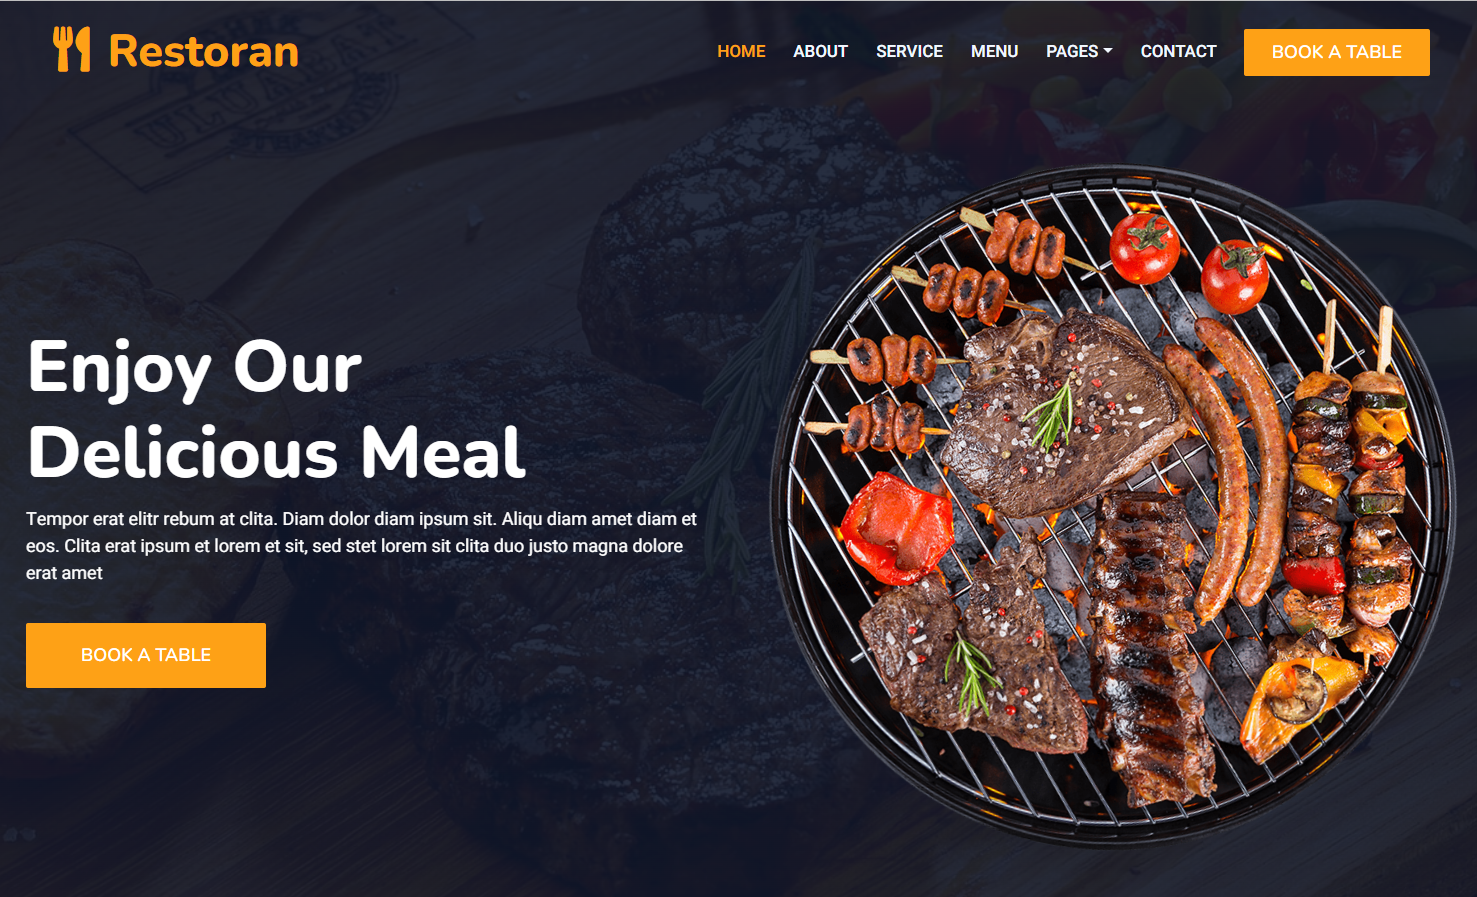 Restoran
HOME ABOUT SERVICE MENU PAGES CONTACT BOOK A TABLE
Enjoy Our
Delicious Meal
Tempor erat elitr rebum at clita. Diam dolor diam ipsum sit. Aliqu diam amet diam et
eos. Clita erat ipsum et lorem et sit, sed stet lorem sit clita duo justo magna dolore
erat amet
BOOK A TABLE